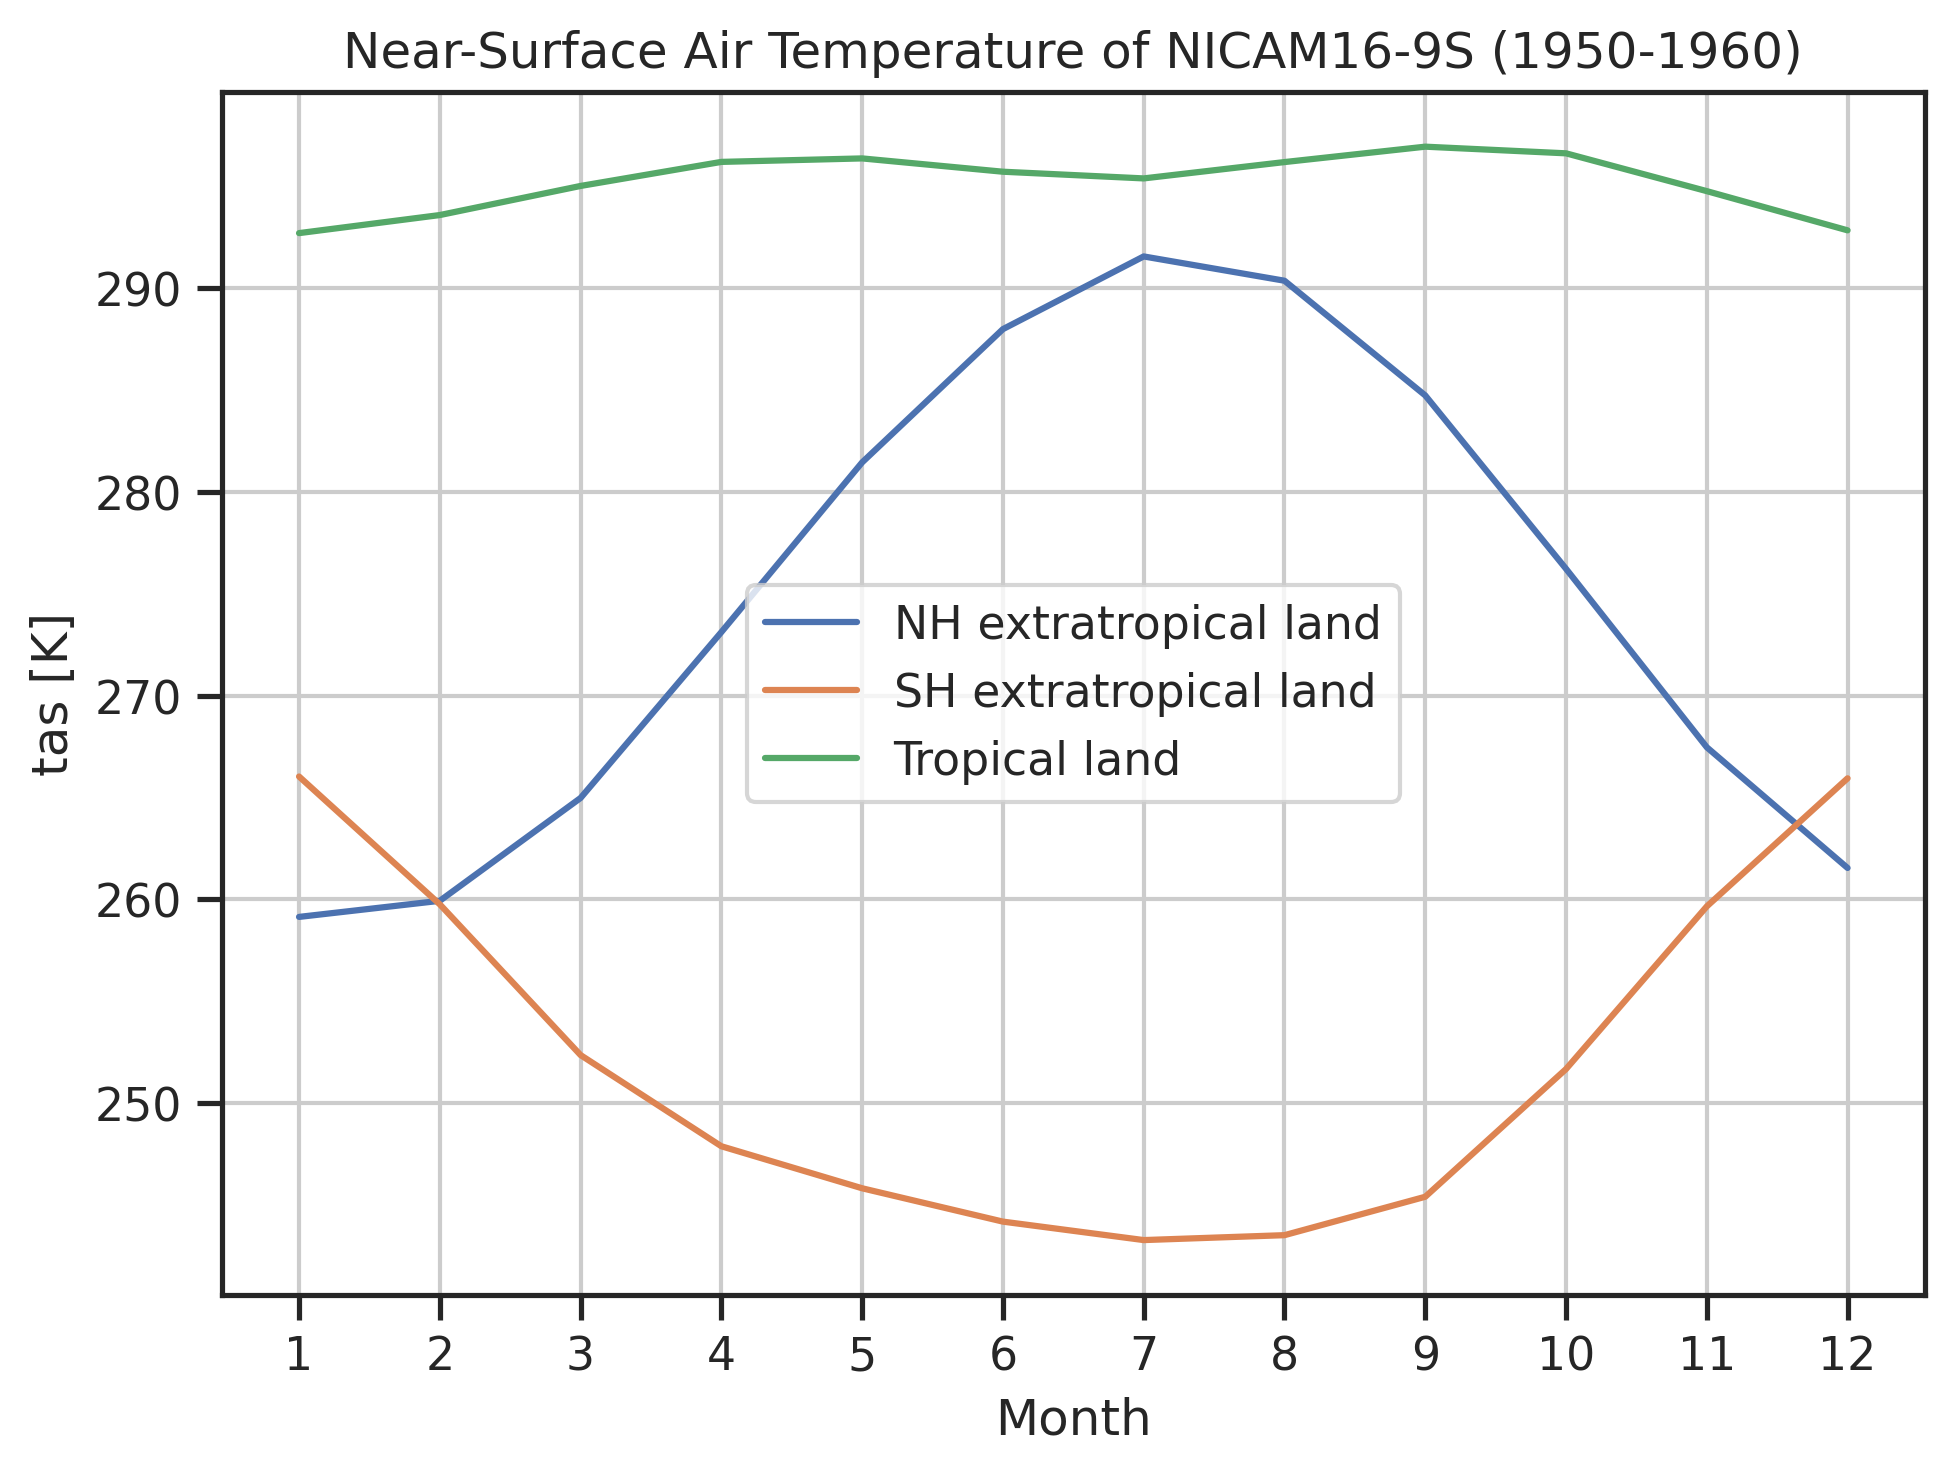 Near-Surface Air Temperature of NICAM16-9S (1950-1960)
tas [K]
290
280
270
260
250
NH extratropical land
SH extratropical land
Tropical land
1 2 3 4 5 6 7 8 9 10 11 12
Month